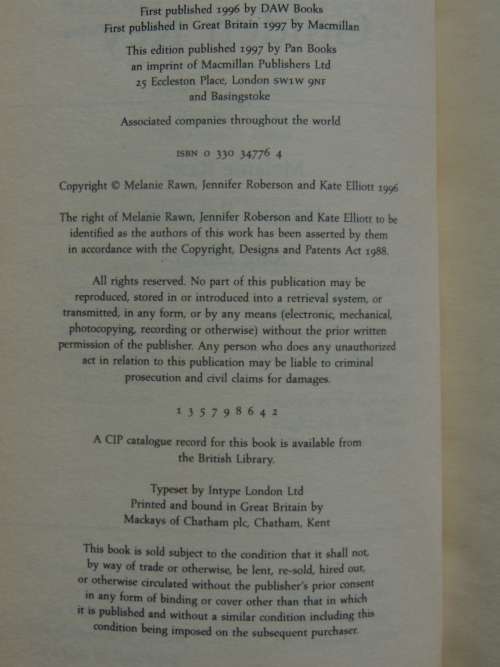 First published 1996 by DAW Books
First published in Great Britain 1997 by Macmillan
This edition published 1997 by Pan Books
an imprint of Macmillan Publishers Ltd
25 Eccleston Place, London SW1W 9NF
and Basingstoke
Associated companies throughout the world
ISBN 0 330 34776 4
Copyright © Melanie Rawn, Jennifer Roberson and Kate Elliott 1996
The right of Melanie Rawn, Jennifer Roberson and Kate Elliott to be
identified as the authors of this work has been asserted by them
in accordance with the Copyright, Designs and Patents Act 1988.
All rights reserved. No part of this publication may be
reproduced, stored in or introduced into a retrieval system, or
transmitted, in any form, or by any means (electronic, mechanical,
photocopying, recording or otherwise) without the prior written
permission of the publisher. Any person who does any unauthorized
act in relation to this publication may be liable to criminal
prosecution and civil claims for damages.
1 3 5 7 9 8 6 4 2
A CIP catalogue record for this book is available from
the British Library.
Typeset by Intype London Ltd
Printed and bound in Great Britain by
Mackays of Chatham plc, Chatham, Kent
This book is sold subject to the condition that it shall not,
by way of trade or otherwise, be lent, re-sold, hired out,
or otherwise circulated without the publisher's prior consent
in any form of binding or cover other than that in which
it is published and without a similar condition including this
condition being imposed on the subsequent purchaser.